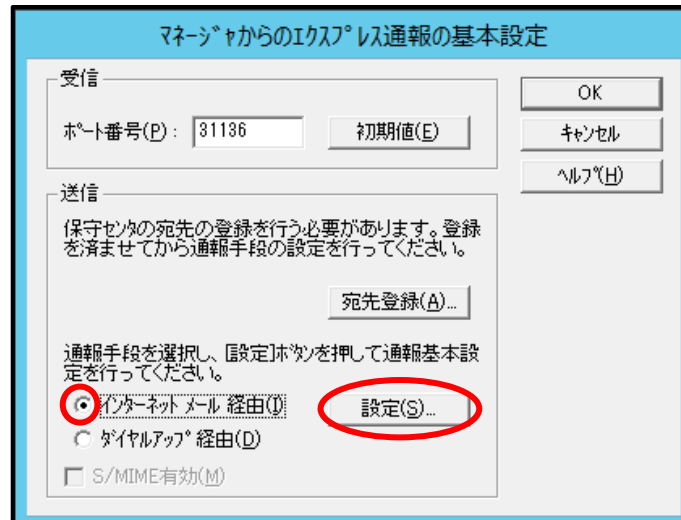 マネージャからのエクスプレス通報の基本設定
受信
ポート番号(P) : 31136 初期値(E)
OK
キャンセル
ヘルプ(H)
送信
保守センタの宛先の登録を行う必要があります。登録
を済ませてから通報手段の設定を行ってください。
宛先登録(A)...
通報手段を選択し、[設定]ボタンを押して通報基本設
定を行ってください。
インターネット メール 経由(I) 設定(S)...
ダイヤルアップ 経由(D)
S/MIME有効(M)